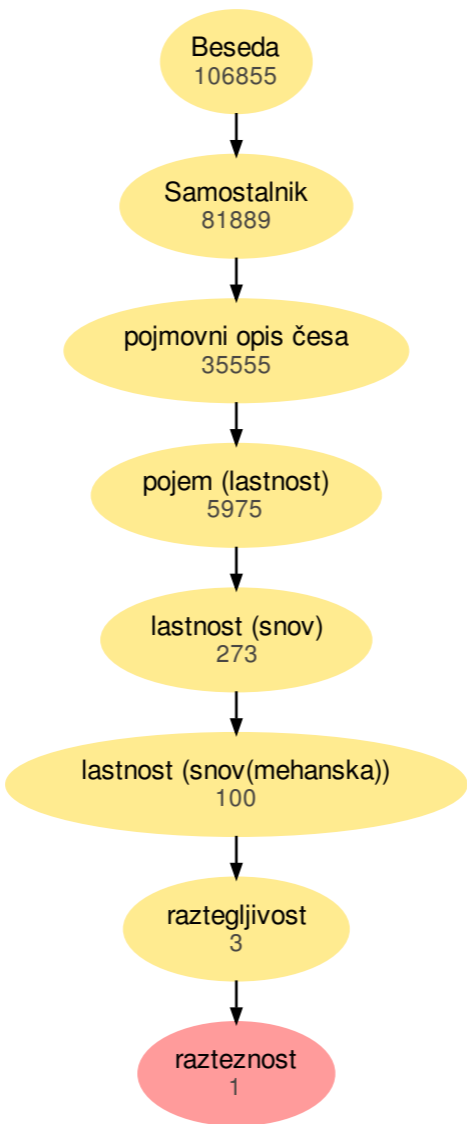 Beseda
106855
Samostalnik
81889
pojmovni opis česa
35555
pojem (lastnost)
5975
lastnost (snov)
273
lastnost (snov(mehanska))
100
raztegljivost
3
razteznost
1